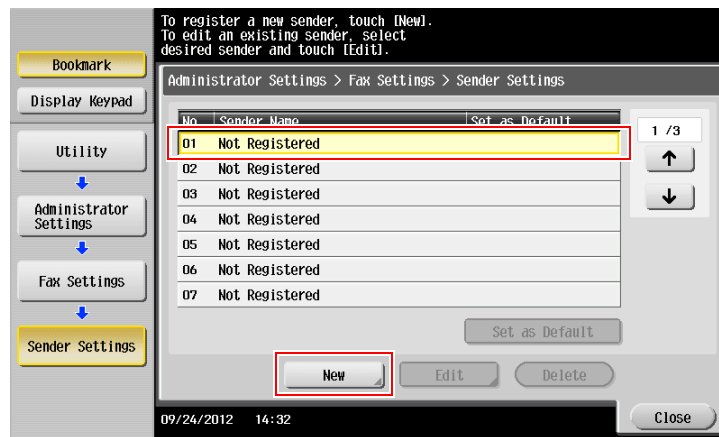 To register a new sender, touch [New].
To edit an existing sender, select
desired sender and touch [Edit].
Bookmark
Display Keypad
Utility
Administrator
Settings
Fax Settings
Sender Settings
Administrator Settings > Fax Settings > Sender Settings
No. Sender Name Set as Default
01 Not Registered
02 Not Registered
03 Not Registered
04 Not Registered
05 Not Registered
06 Not Registered
07 Not Registered
1 /3
↑
↓
Set as Default
New Edit Delete
09/24/2012 14:32
Close